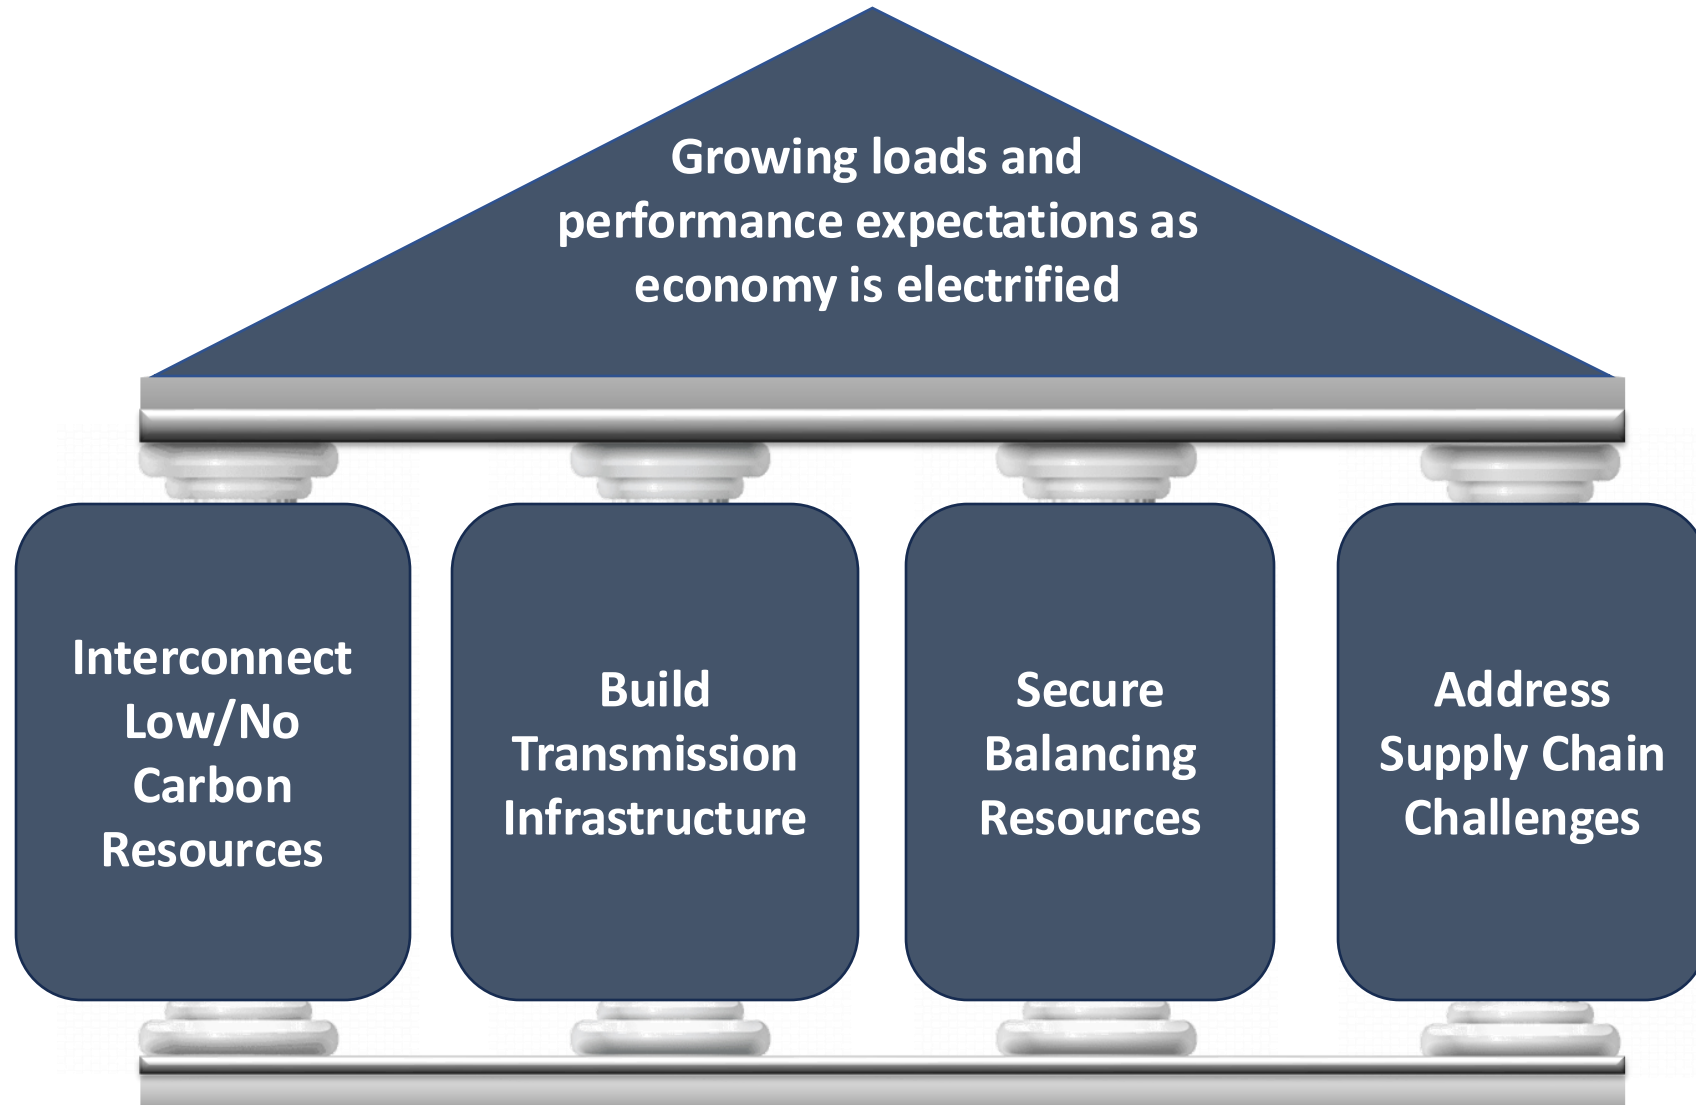 Growing loads and
performance expectations as
economy is electrified
Interconnect
Low/No
Carbon
Resources
Build
Transmission
Infrastructure
Secure
Balancing
Resources
Address
Supply Chain
Challenges